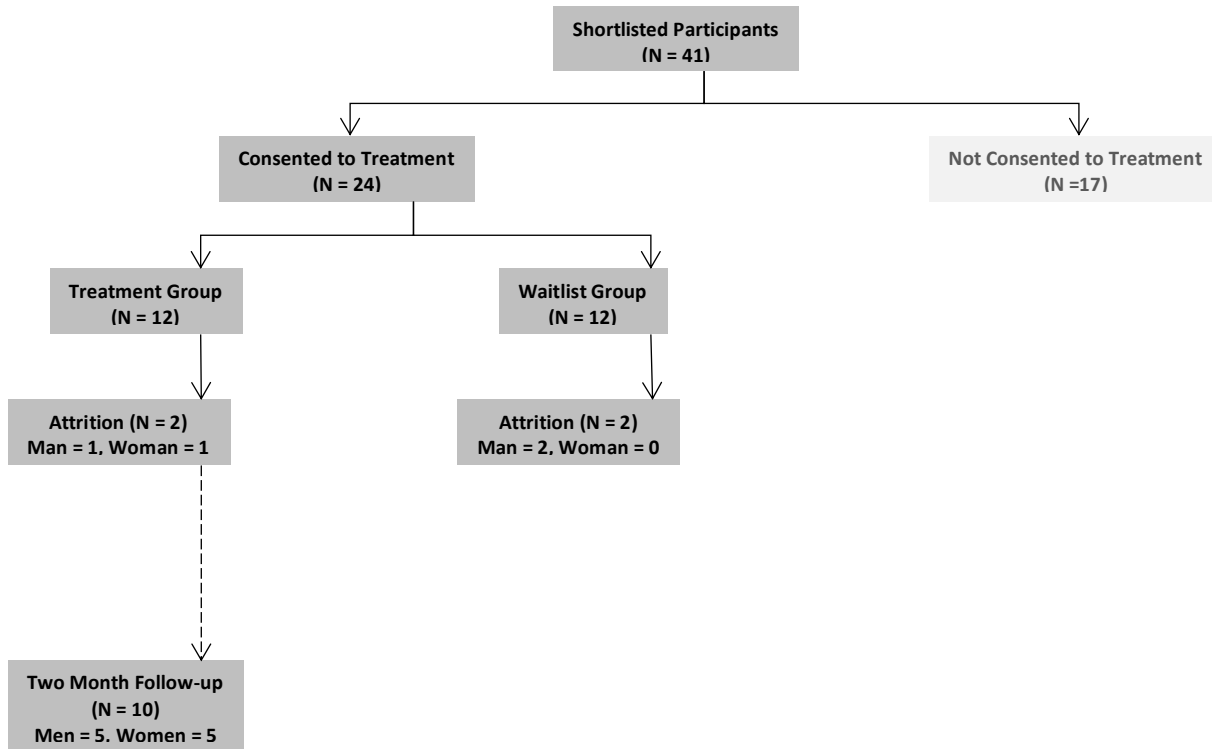 Shortlisted Participants
(N = 41)
Consented to Treatment
(N = 24)
Not Consented to Treatment
(N =17)
Treatment Group
(N = 12)
Waitlist Group
(N = 12)
Attrition (N = 2)
Man = 1, Woman = 1
Attrition (N = 2)
Man = 2, Woman = 0
Two Month Follow-up
(N = 10)
Men = 5, Women = 5